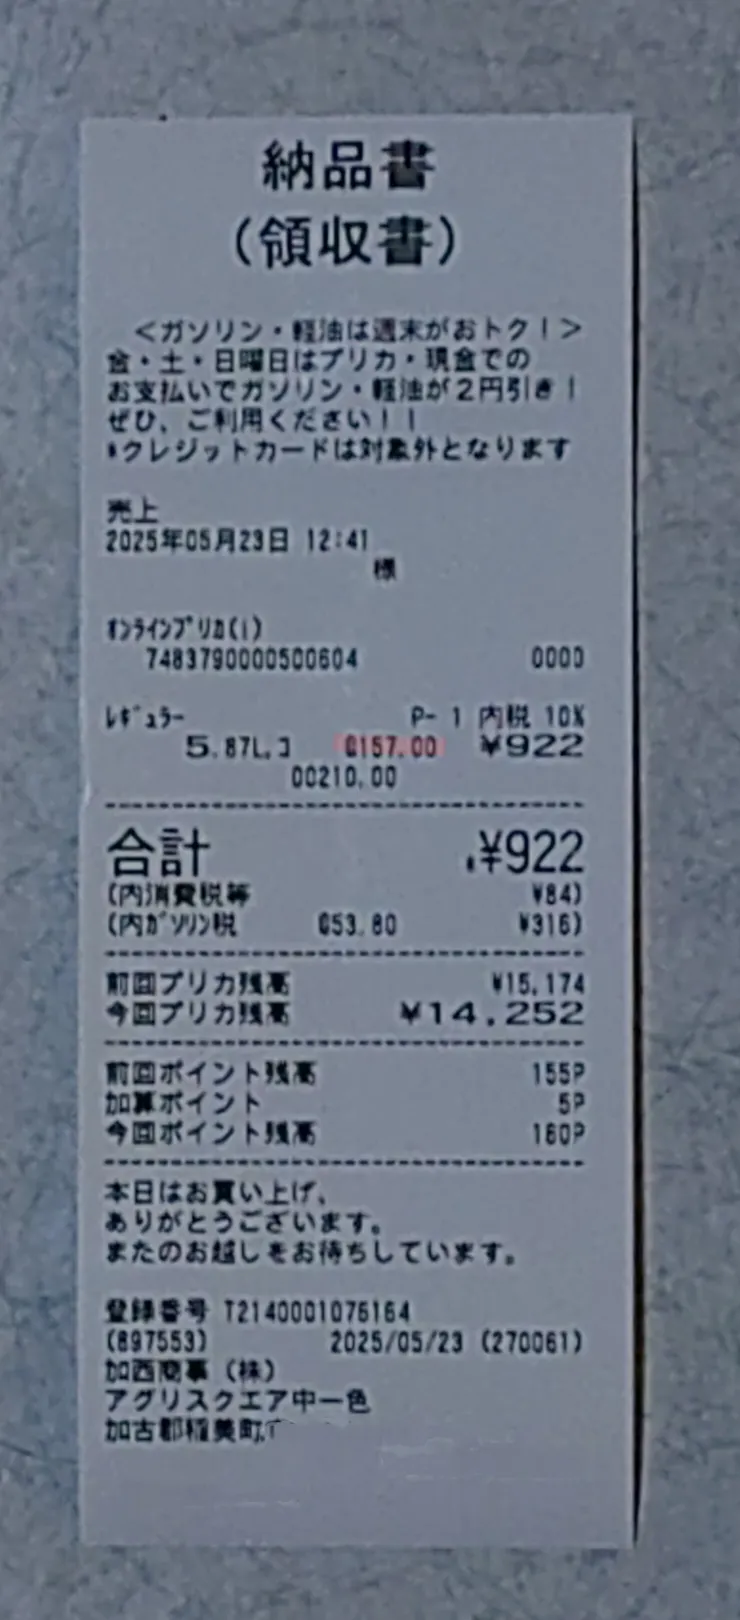 納品書
(領収書)
<ガソリン・軽油は週末がおトク!>
金・土・日曜日はプリカ・現金での
お支払いでガソリン・軽油が2円引き!
ぜひ、ご利用ください!!
*クレジットカードは対象外となります
売上
2025年05月23日 12:41
様
オンラインプリカ(i)
7483790000500604 0000
レギュラー P- 1 内税 10%
5.87L,コ @157.00 ¥922
00210.00
合計 ¥922
(内消費税等 ¥84)
(内ガソリン税 @53.80 ¥316)
前回プリカ残高 ¥15,174
今回プリカ残高 ¥14,252
前回ポイント残高 155P
加算ポイント 5P
今回ポイント残高 160P
本日はお買い上げ、
ありがとうございます。
またのお越しをお待ちしています。
登録番号 T2140001076164
(897553) 2025/05/23 (270061)
加西商事(株)
アグリスクエア中一色
加古郡稲美町